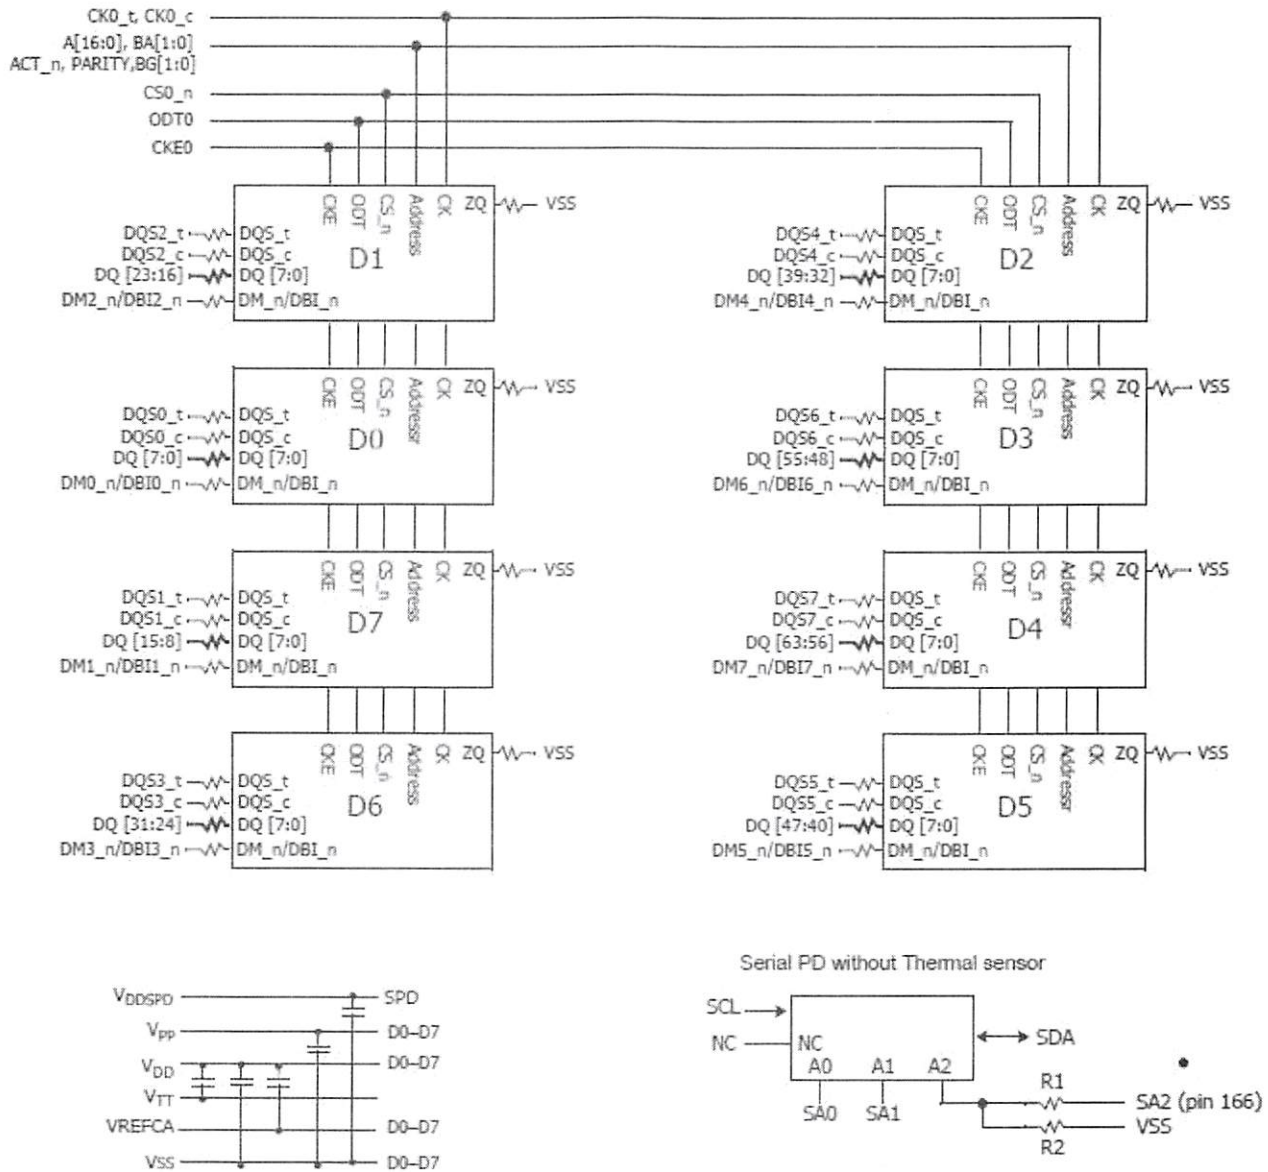 CK0_t, CK0_c
A[16:0], BA[1:0]
ACT_n, PARITY,BG[1:0]
CS0_n
ODT0
CKE0
CKE
ODT
CS_n
Address
CK
ZQ
VSS
DQS2_t
DQS_t
DQS2_c
DQS_c
DQ [23:16]
DQ [7:0]
DM2_n/DBI2_n
DM_n/DBI_n
D1
CKE
ODT
CS_n
Address
CK
ZQ
VSS
DQS4_t
DQS_t
DQS4_c
DQS_c
DQ [39:32]
DQ [7:0]
DM4_n/DBI4_n
DM_n/DBI_n
D2
CKE
ODT
CS_n
Addressr
CK
ZQ
VSS
DQS0_t
DQS_t
DQS0_c
DQS_c
DQ [7:0]
DQ [7:0]
DM0_n/DBI0_n
DM_n/DBI_n
D0
CKE
ODT
CS_n
Address
CK
ZQ
VSS
DQS6_t
DQS_t
DQS6_c
DQS_c
DQ [55:48]
DQ [7:0]
DM6_n/DBI6_n
DM_n/DBI_n
D3
CKE
ODT
CS_n
Address
CK
ZQ
VSS
DQS1_t
DQS_t
DQS1_c
DQS_c
DQ [15:8]
DQ [7:0]
DM1_n/DBI1_n
DM_n/DBI_n
D7
CKE
ODT
CS_n
Addressr
CK
ZQ
VSS
DQS7_t
DQS_t
DQS7_c
DQS_c
DQ [63:56]
DQ [7:0]
DM7_n/DBI7_n
DM_n/DBI_n
D4
CKE
ODT
CS_n
Address
CK
ZQ
VSS
DQS3_t
DQS_t
DQS3_c
DQS_c
DQ [31:24]
DQ [7:0]
DM3_n/DBI3_n
DM_n/DBI_n
D6
CKE
ODT
CS_n
Addressr
CK
ZQ
VSS
DQS5_t
DQS_t
DQS5_c
DQS_c
DQ [47:40]
DQ [7:0]
DM5_n/DBI5_n
DM_n/DBI_n
D5
VDDSPD
SPD
VPP
D0–D7
VDD
D0–D7
VTT
VREFCA
D0–D7
VSS
D0–D7
Serial PD without Thermal sensor
SCL
NC
NC
SDA
A0
A1
A2
SA0
SA1
R1
SA2 (pin 166)
VSS
R2